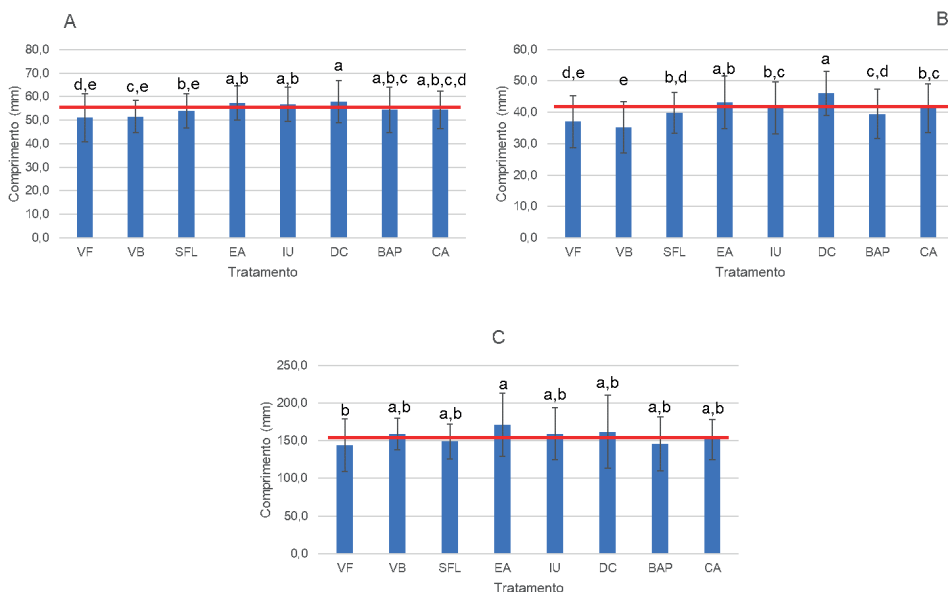 A
Comprimento (mm)
80,0
70,0
60,0
50,0
40,0
30,0
20,0
10,0
0,0
d,e c,e b,e a,b a,b a a,b,c a,b,c,d
VF VB SFL EA IU DC BAP CA
Tratamento
B
Comprimento (mm)
60,0
50,0
40,0
30,0
20,0
10,0
0,0
d,e e b,d a,b b,c a c,d b,c
VF VB SFL EA IU DC BAP CA
Tratamento
C
Comprimento (mm)
250,0
200,0
150,0
100,0
50,0
0,0
b a,b a,b a a,b a,b a,b a,b
VF VB SFL EA IU DC BAP CA
Tratamento